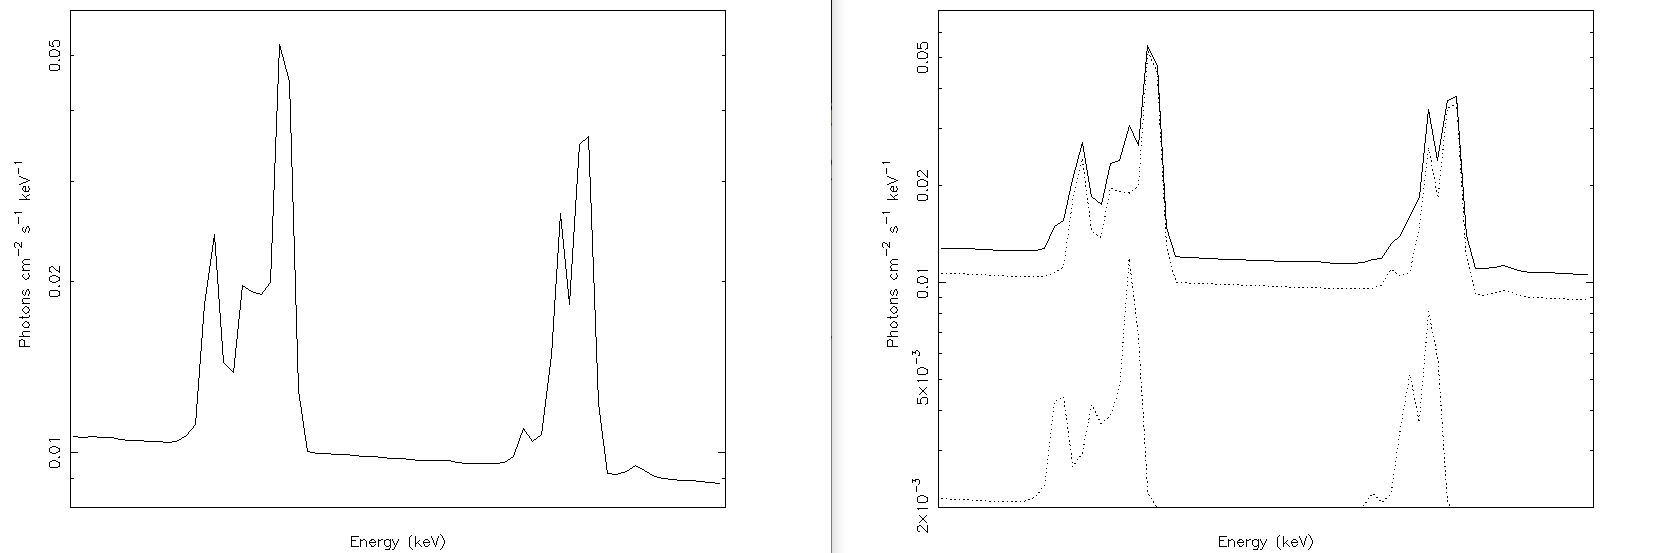 0.05
0.02
0.01
Photons cm⁻² s⁻¹ keV⁻¹
Energy (keV)
0.05
0.02
0.01
5×10⁻³
2×10⁻³
Photons cm⁻² s⁻¹ keV⁻¹
Energy (keV)